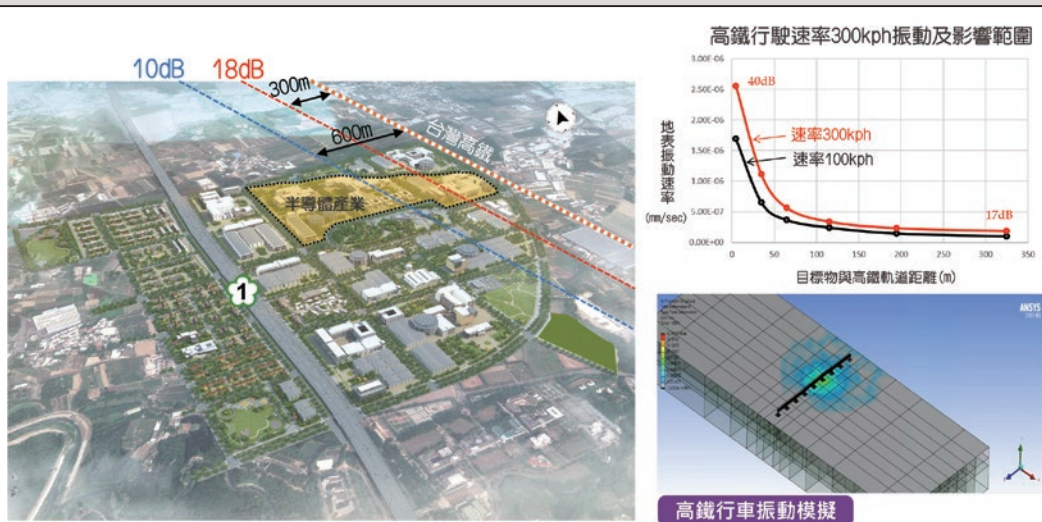 10dB
18dB
300m
600m
台灣高鐵
半導體產業
1
高鐵行駛速率300kph振動及影響範圍
3.00E-06
2.50E-06
2.00E-06
1.50E-06
1.00E-06
5.00E-07
0.00E+00
地表振動速率
(mm/sec)
40dB
速率300kph
速率100kph
17dB
0
50
100
150
200
250
300
350
目標物與高鐵軌道距離(m)
ANSYS
高鐵行車振動模擬